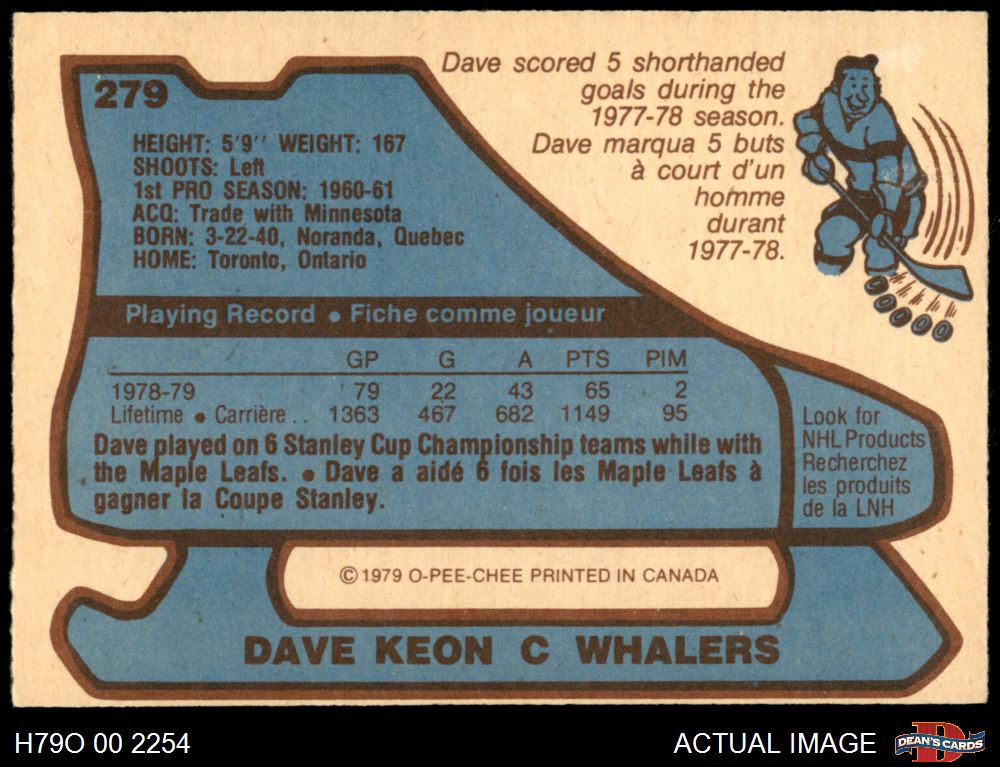 279
Dave scored 5 shorthanded
goals during the
1977-78 season.
Dave marqua 5 buts
à court d'un
homme
durant
1977-78.
HEIGHT: 5'9'' WEIGHT: 167
SHOOTS: Left
1st PRO SEASON: 1960-61
ACQ: Trade with Minnesota
BORN: 3-22-40, Noranda, Quebec
HOME: Toronto, Ontario
Playing Record • Fiche comme joueur
GP G A PTS PIM
1978-79 79 22 43 65 2
Lifetime • Carrière . . 1363 467 682 1149 95
Dave played on 6 Stanley Cup Championship teams while with
the Maple Leafs. • Dave a aidé 6 fois les Maple Leafs à
gagner la Coupe Stanley.
Look for
NHL Products
Recherchez
les produits
de la LNH
© 1979 O-PEE-CHEE PRINTED IN CANADA
DAVE KEON C WHALERS
H79O 00 2254
ACTUAL IMAGE
D
DEAN'S CARDS